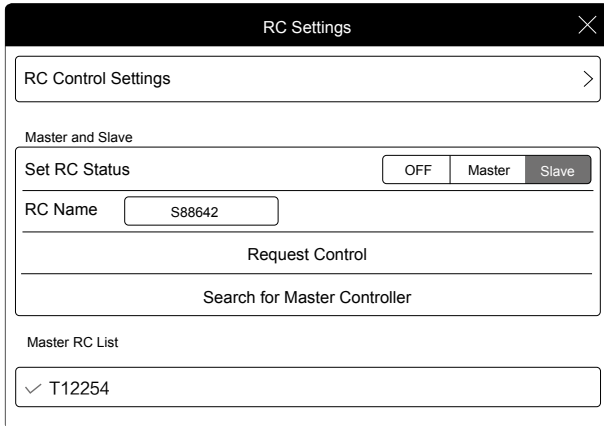 RC Settings
RC Control Settings
Master and Slave
Set RC Status OFF Master Slave
RC Name S88642
Request Control
Search for Master Controller
Master RC List
T12254